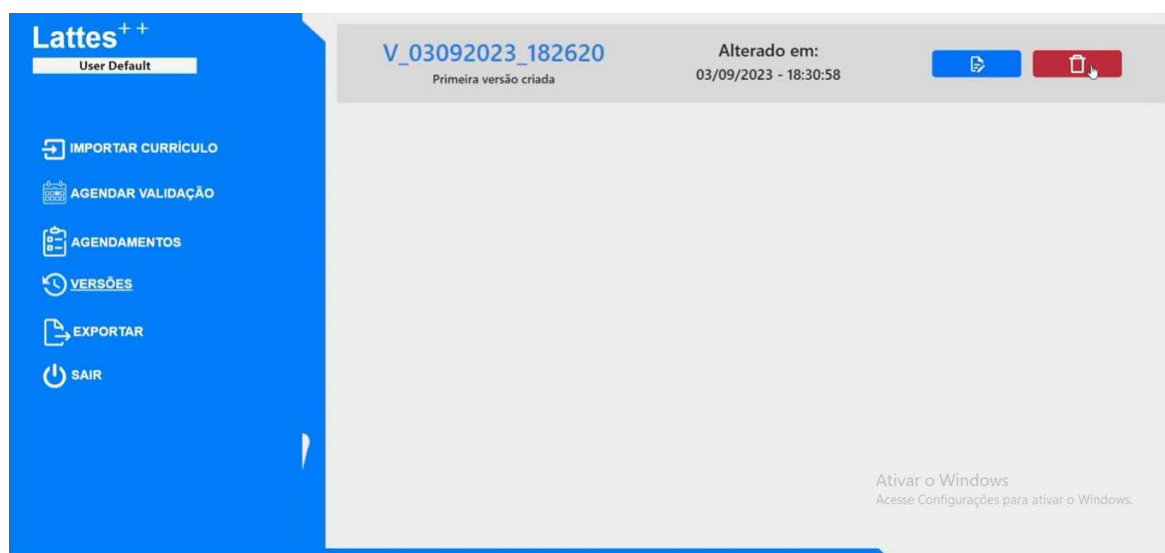 Lattes++
User Default
IMPORTAR CURRÍCULO
AGENDAR VALIDAÇÃO
AGENDAMENTOS
VERSÕES
EXPORTAR
SAIR
V_03092023_182620
Primeira versão criada
Alterado em:
03/09/2023 - 18:30:58
Ativar o Windows
Acesse Configurações para ativar o Windows.